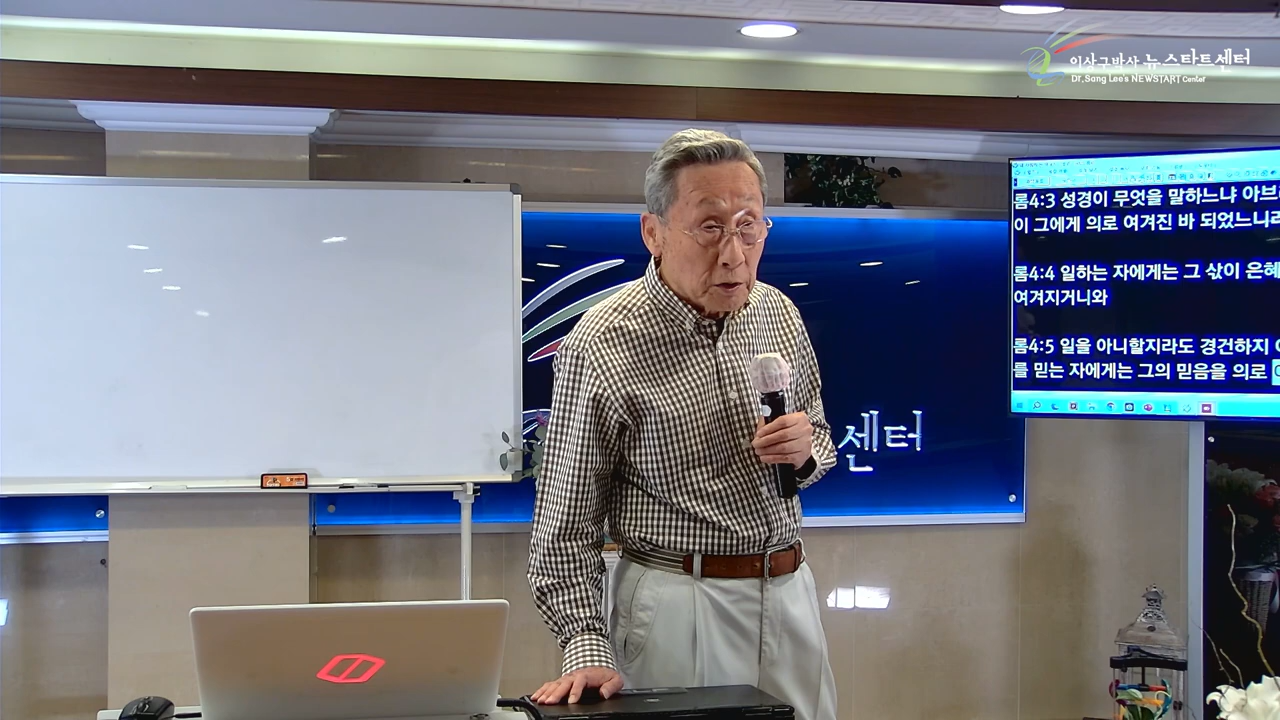 이상구박사 뉴스타트센터
Dr.Sang Lee's NEWSTART Center
롬4:3 성경이 무엇을 말하느냐 아브
이 그에게 의로 여겨진 바 되었느니라
롬4:4 일하는 자에게는 그 삯이 은혜
여겨지거니와
롬4:5 일을 아니할지라도 경건하지
를 믿는 자에게는 그의 믿음을 의로
센터